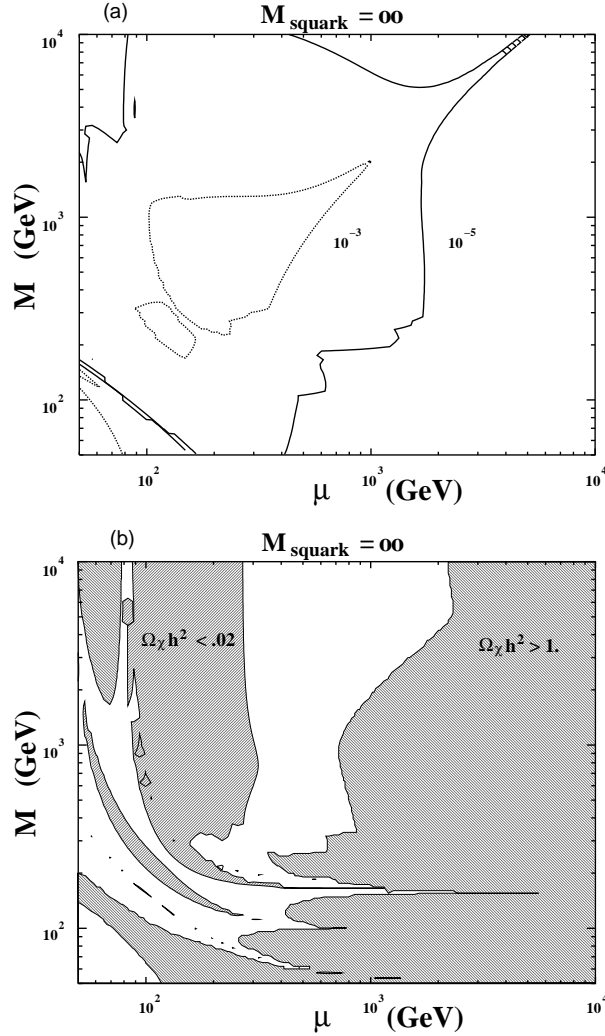 (a)
M squark = ∞
10^4
M (GeV)
10^3
10^-3
10^-5
10^2
10^2
10^3
10^4
μ (GeV)
(b)
M squark = ∞
10^4
Ω_χ h^2 < .02
Ω_χ h^2 > 1.
M (GeV)
10^3
10^2
10^2
10^3
10^4
μ (GeV)